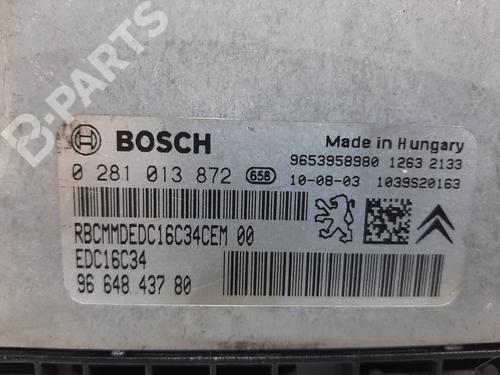 B-PARTS
BOSCH
Made in Hungary
9653958980 1263 2133
0 281 013 872 658 10-08-03 1039S20163
RBCMMDEDC16C34CEM 00
EDC16C34
96 648 437 80